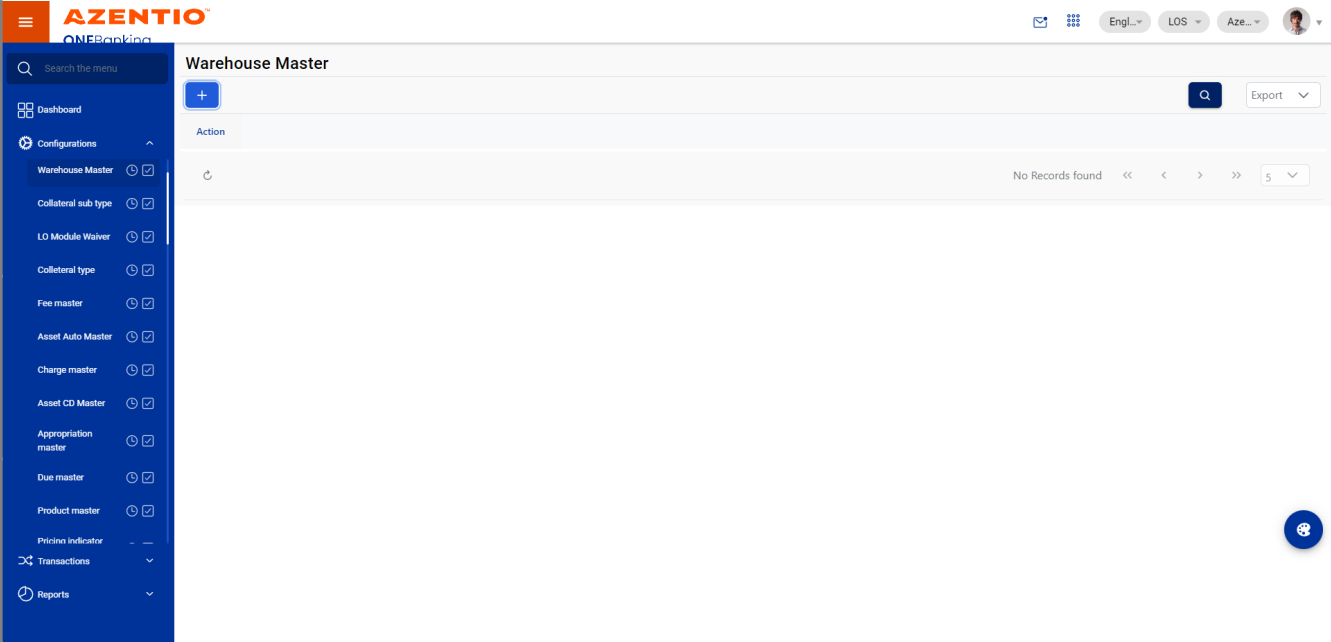 AZENTIO™
ONEBanking
Engl...
LOS
Aze...
Search the menu
Dashboard
Configurations
Warehouse Master
Collateral sub type
LO Module Waiver
Colleteral type
Fee master
Asset Auto Master
Charge master
Asset CD Master
Appropriation
master
Due master
Product master
Pricing indicator
Transactions
Reports
Warehouse Master
+
Export
Action
No Records found
5